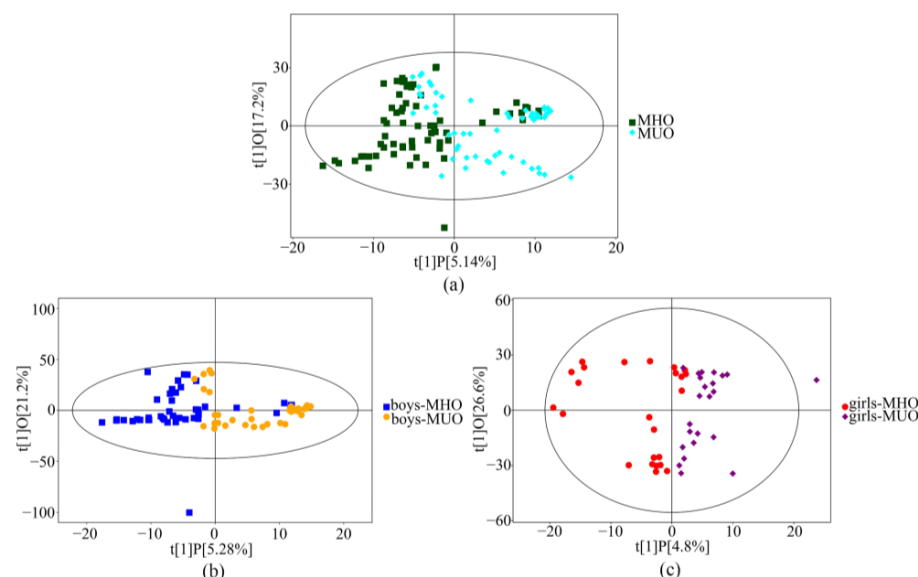 30
0
−30
t[1]O[17.2%]
−20 −10 0 10 20
t[1]P[5.14%]
MHO
MUO
(a)
100
50
0
−50
−100
t[1]O[21.2%]
−20 −10 0 10 20
t[1]P[5.28%]
boys-MHO
boys-MUO
(b)
60
30
0
−30
−60
t[1]O[26.6%]
−20 −10 0 10 20
t[1]P[4.8%]
girls-MHO
girls-MUO
(c)